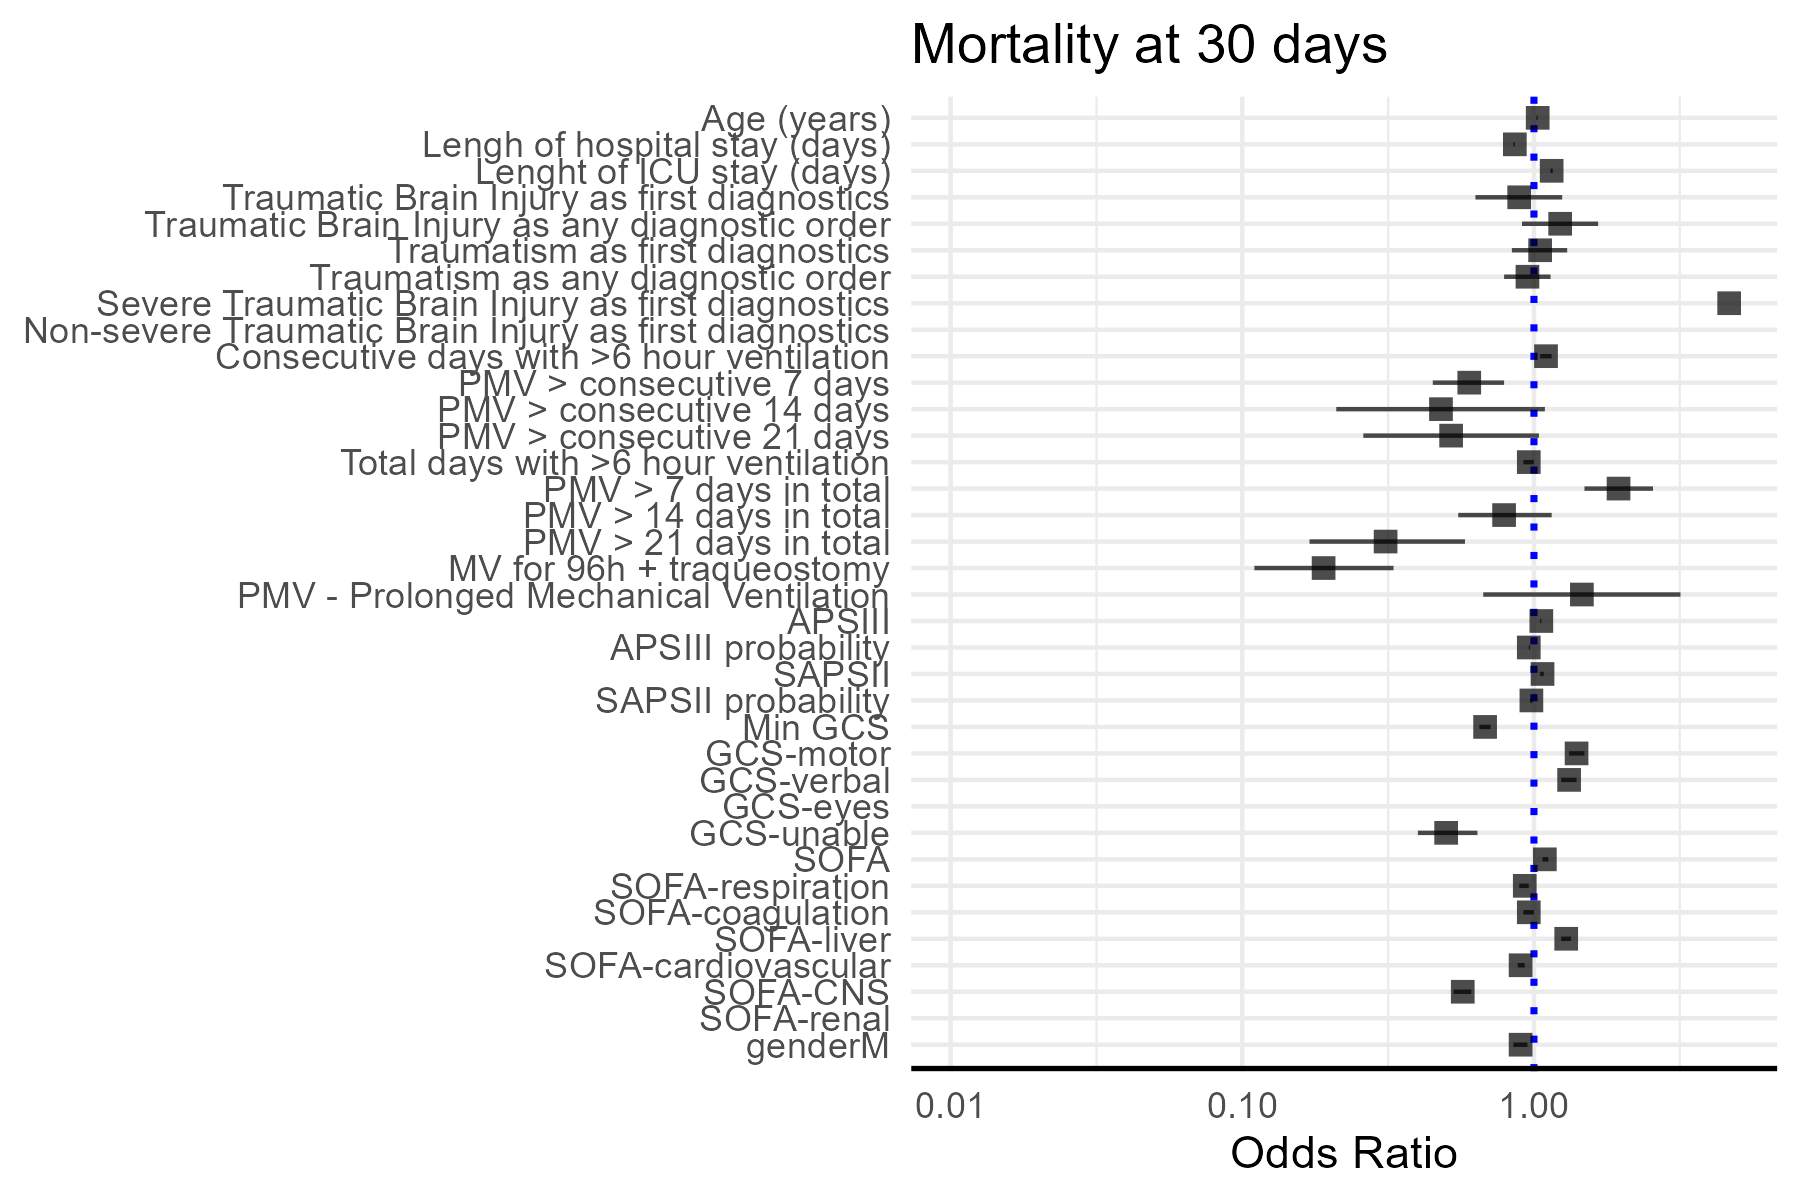 Mortality at 30 days
Age (years)
Lengh of hospital stay (days)
Lenght of ICU stay (days)
Traumatic Brain Injury as first diagnostics
Traumatic Brain Injury as any diagnostic order
Traumatism as first diagnostics
Traumatism as any diagnostic order
Severe Traumatic Brain Injury as first diagnostics
Non-severe Traumatic Brain Injury as first diagnostics
Consecutive days with >6 hour ventilation
PMV > consecutive 7 days
PMV > consecutive 14 days
PMV > consecutive 21 days
Total days with >6 hour ventilation
PMV > 7 days in total
PMV > 14 days in total
PMV > 21 days in total
MV for 96h + traqueostomy
PMV - Prolonged Mechanical Ventilation
APSIII
APSIII probability
SAPSII
SAPSII probability
Min GCS
GCS-motor
GCS-verbal
GCS-eyes
GCS-unable
SOFA
SOFA-respiration
SOFA-coagulation
SOFA-liver
SOFA-cardiovascular
SOFA-CNS
SOFA-renal
genderM
0.01 0.10 1.00
Odds Ratio